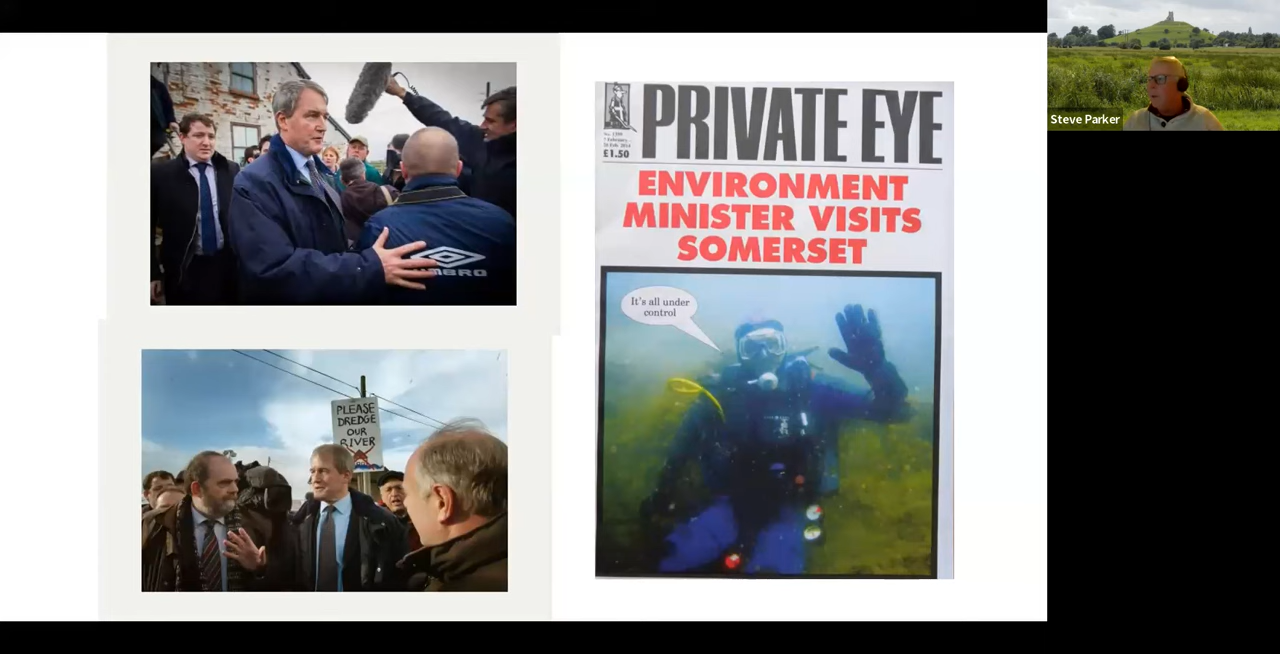 PLEASE
DREDGE
OUR
RIVER
UMBRO
PRIVATE EYE
£1.50
ENVIRONMENT
MINISTER VISITS
SOMERSET
It's all under
control
Steve Parker